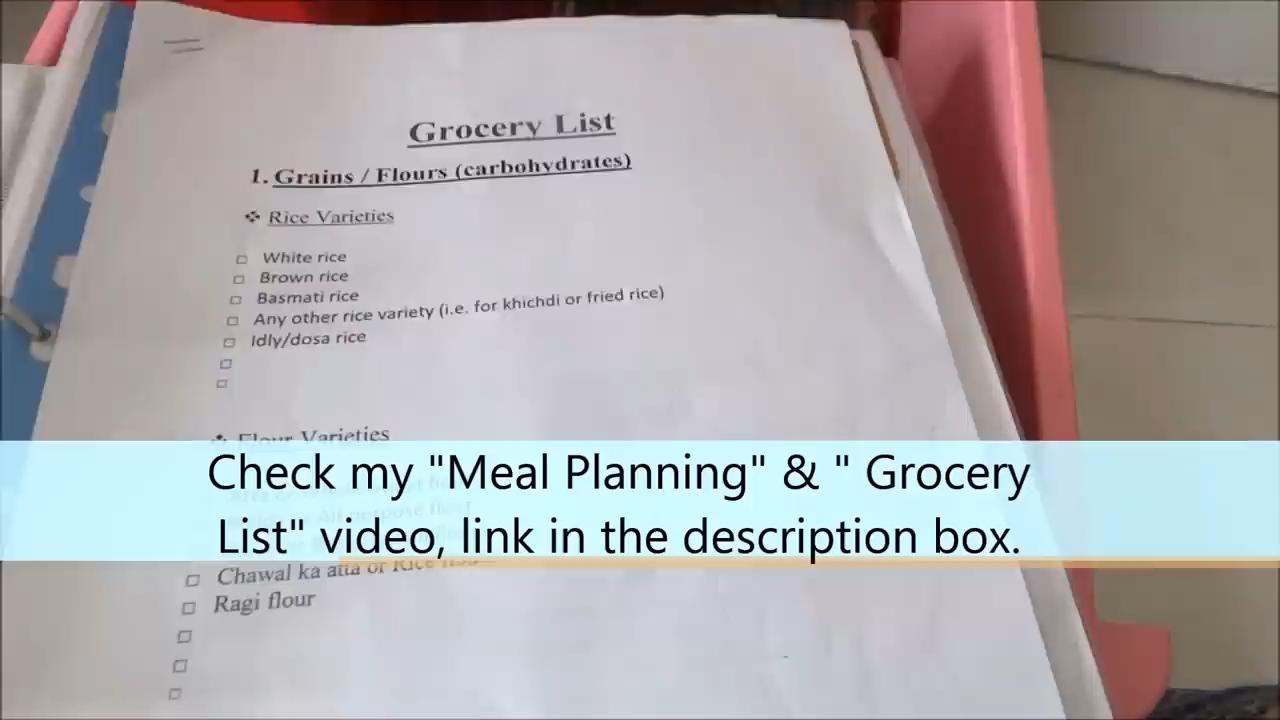 Grocery List
1. Grains / Flours (carbohydrates)
Rice Varieties
White rice
Brown rice
Basmati rice
Any other rice variety (i.e. for khichdi or fried rice)
Idly/dosa rice
Flour Varieties
Check my "Meal Planning" & " Grocery
List" video, link in the description box.
Chawal ka atta or Rice
Ragi flour